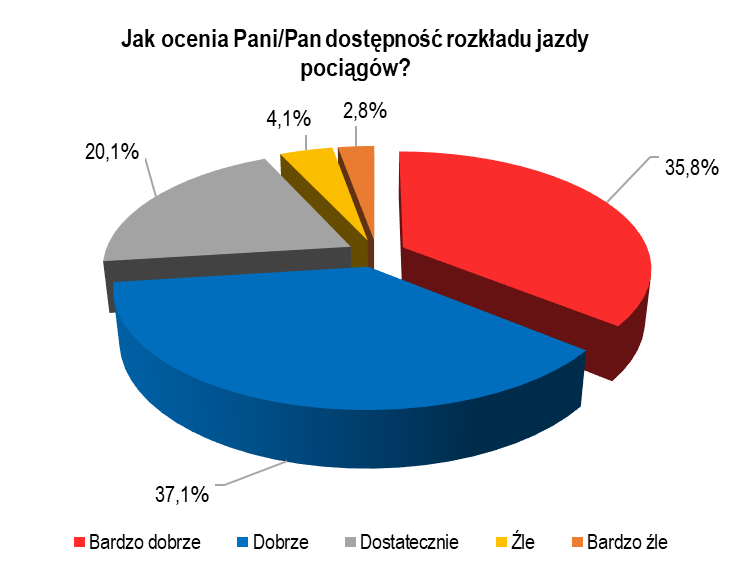 Jak ocenia Pani/Pan dostępność rozkładu jazdy
pociągów?
4,1%
2,8%
20,1%
35,8%
37,1%
Bardzo dobrze
Dobrze
Dostatecznie
Źle
Bardzo źle